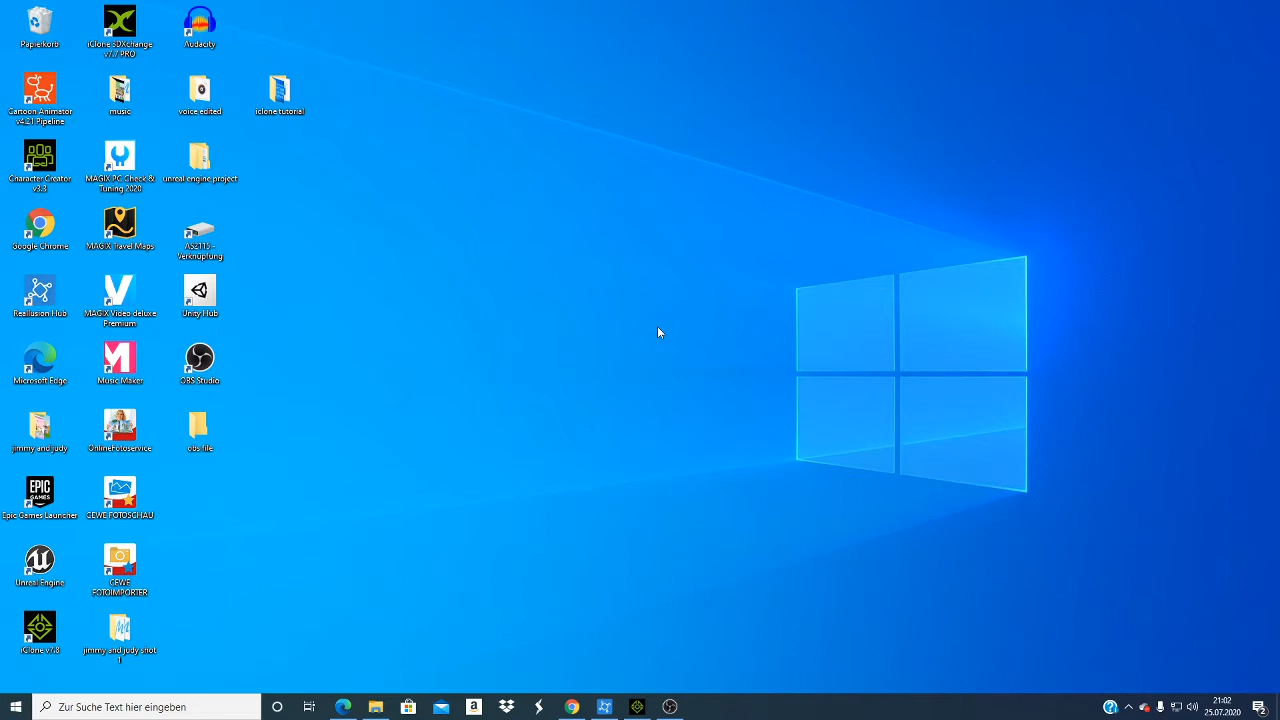 Papierkorb
iClone 3DXchange
v7.7 PRO
Audacity
Cartoon Animator
v4.21 Pipeline
music
voice edited
iclone tutorial
Character Creator
v3.3
MAGIX PC Check &
Tuning 2020
unreal engine project
Google Chrome
MAGIX Travel Maps
AS2115 -
Verknüpfung
Reallusion Hub
MAGIX Video deluxe
Premium
Unity Hub
Microsoft Edge
Music Maker
OBS Studio
jimmy and judy
OnlineFotoservice
obs file
EPIC
GAMES
Epic Games Launcher
CEWE FOTOSCHAU
Unreal Engine
CEWE
FOTOIMPORTER
iClone v7.8
jimmy and judy shot
1
Zur Suche Text hier eingeben
21:02
25.07.2020
2